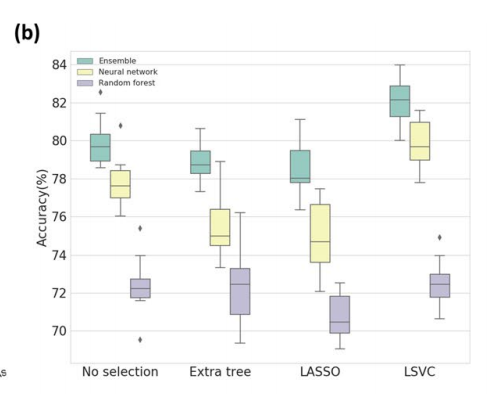 (b)
84
82
80
78
76
74
72
70
Accuracy(%)
Ensemble
Neural network
Random forest
No selection Extra tree LASSO LSVC